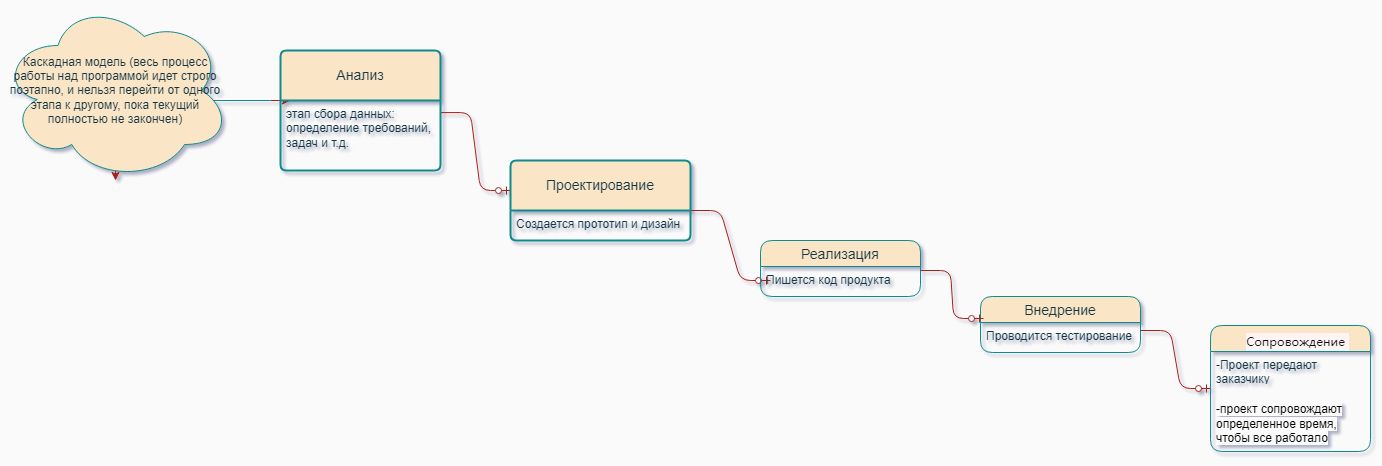 Каскадная модель (весь процесс
работы над программой идет строго
поэтапно, и нельзя перейти от одного
этапа к другому, пока текущий
полностью не закончен)
Анализ
этап сбора данных:
определение требований,
задач и т.д.
Проектирование
Создается прототип и дизайн
Реализация
Пишется код продукта
Внедрение
Проводится тестирование
Сопровождение
-Проект передают
заказчику
-проект сопровождают
определенное время,
чтобы все работало